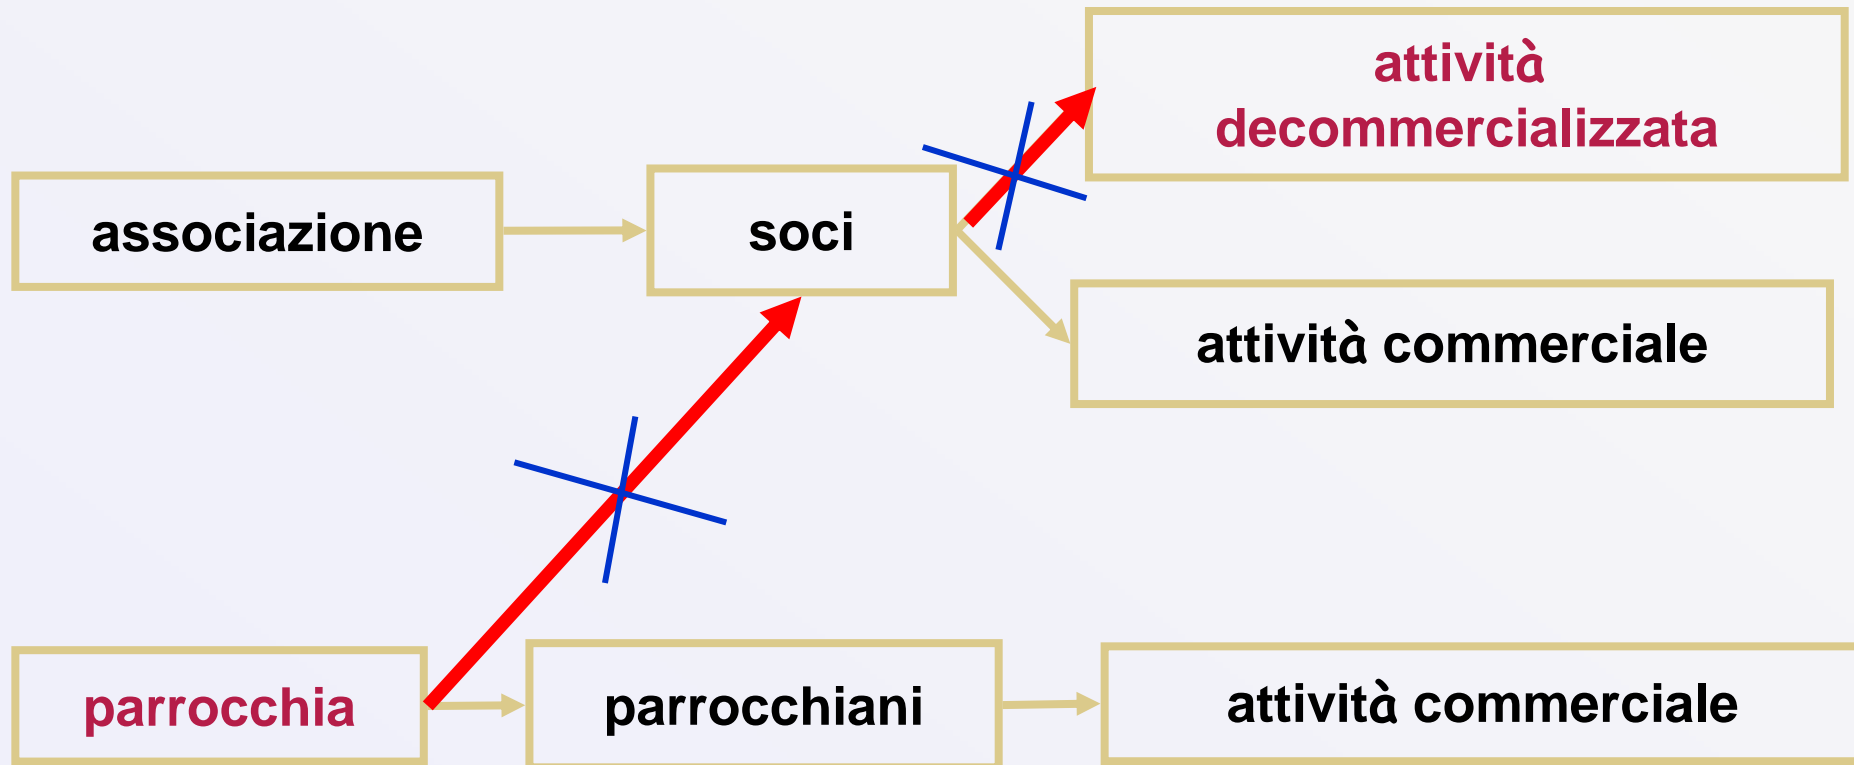 attività
decommercializzata
associazione
soci
attività commerciale
parrocchia
parrocchiani
attività commerciale